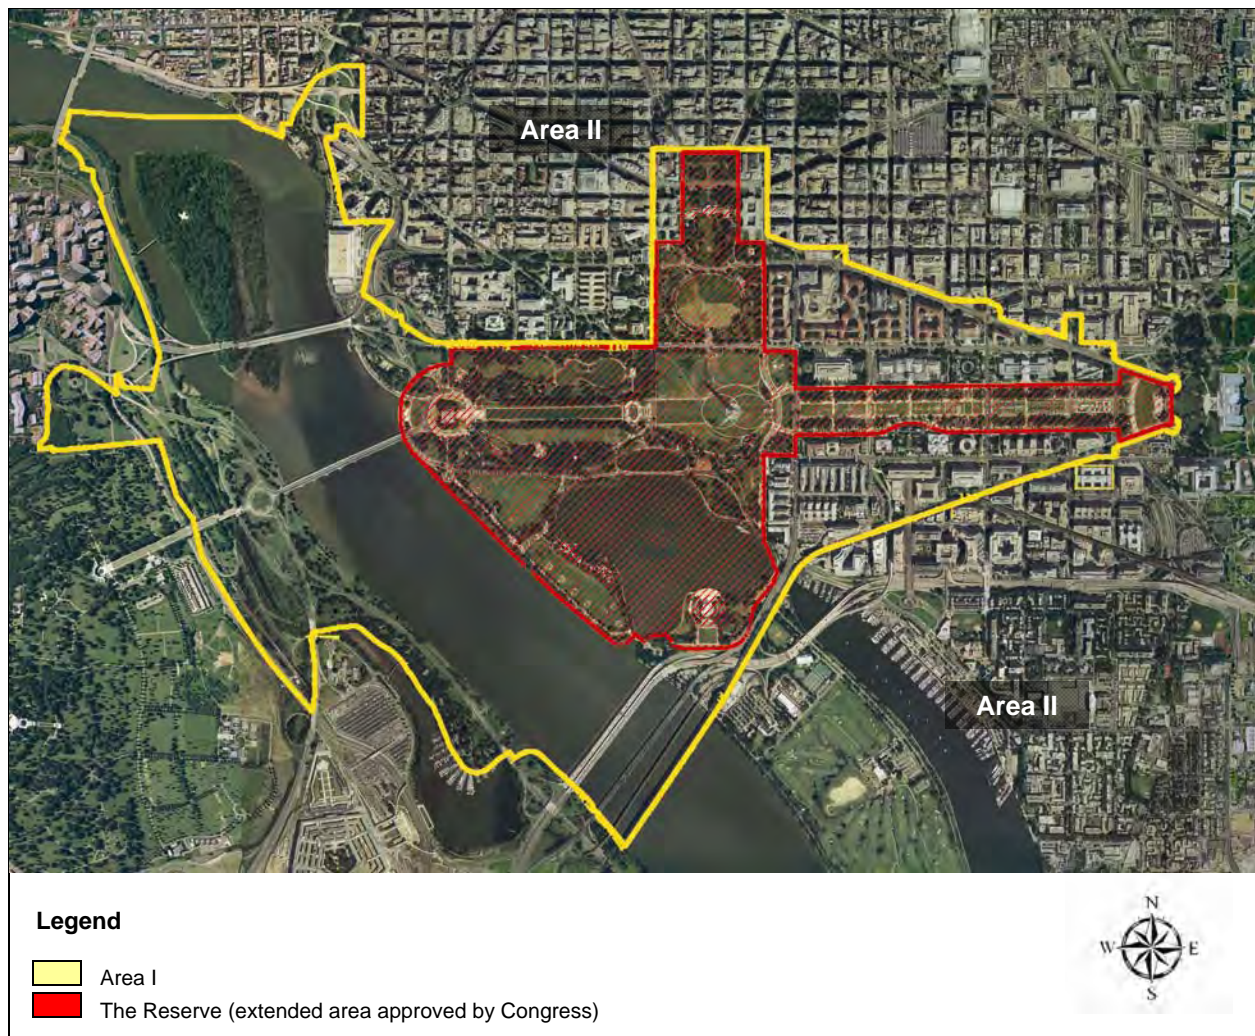 Area II
Area II
Legend
N
W E
S
Area I
The Reserve (extended area approved by Congress)